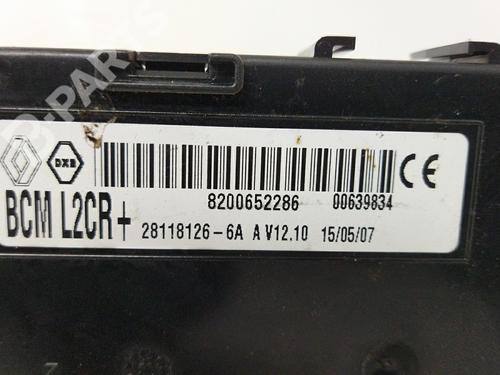 B-PARTS
DXS
8200652286 00639834
BCM L2CR+ 28118126-6A A V12.10 15/05/07
CE